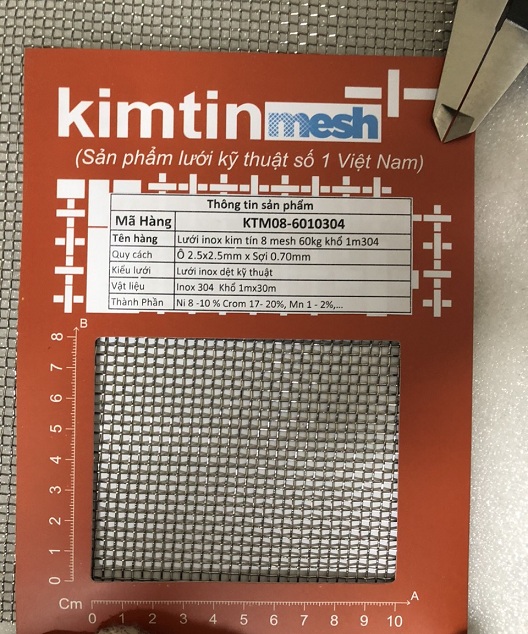 kimtin mesh
(Sản phẩm lưới kỹ thuật số 1 Việt Nam)
Thông tin sản phẩm
Mã Hàng KTM08-6010304
Tên hàng Lưới inox kim tín 8 mesh 60kg khổ 1m304
Quy cách Ô 2.5x2.5mm x Sợi 0.70mm
Kiểu lưới Lưới inox dệt kỹ thuật
Vật liệu Inox 304 Khổ 1mx30m
Thành Phần Ni 8 -10 % Crom 17- 20%, Mn 1 - 2%,...
B
8
7
6
5
4
3
2
1
0
Cm 0 1 2 3 4 5 6 7 8 9 10 A